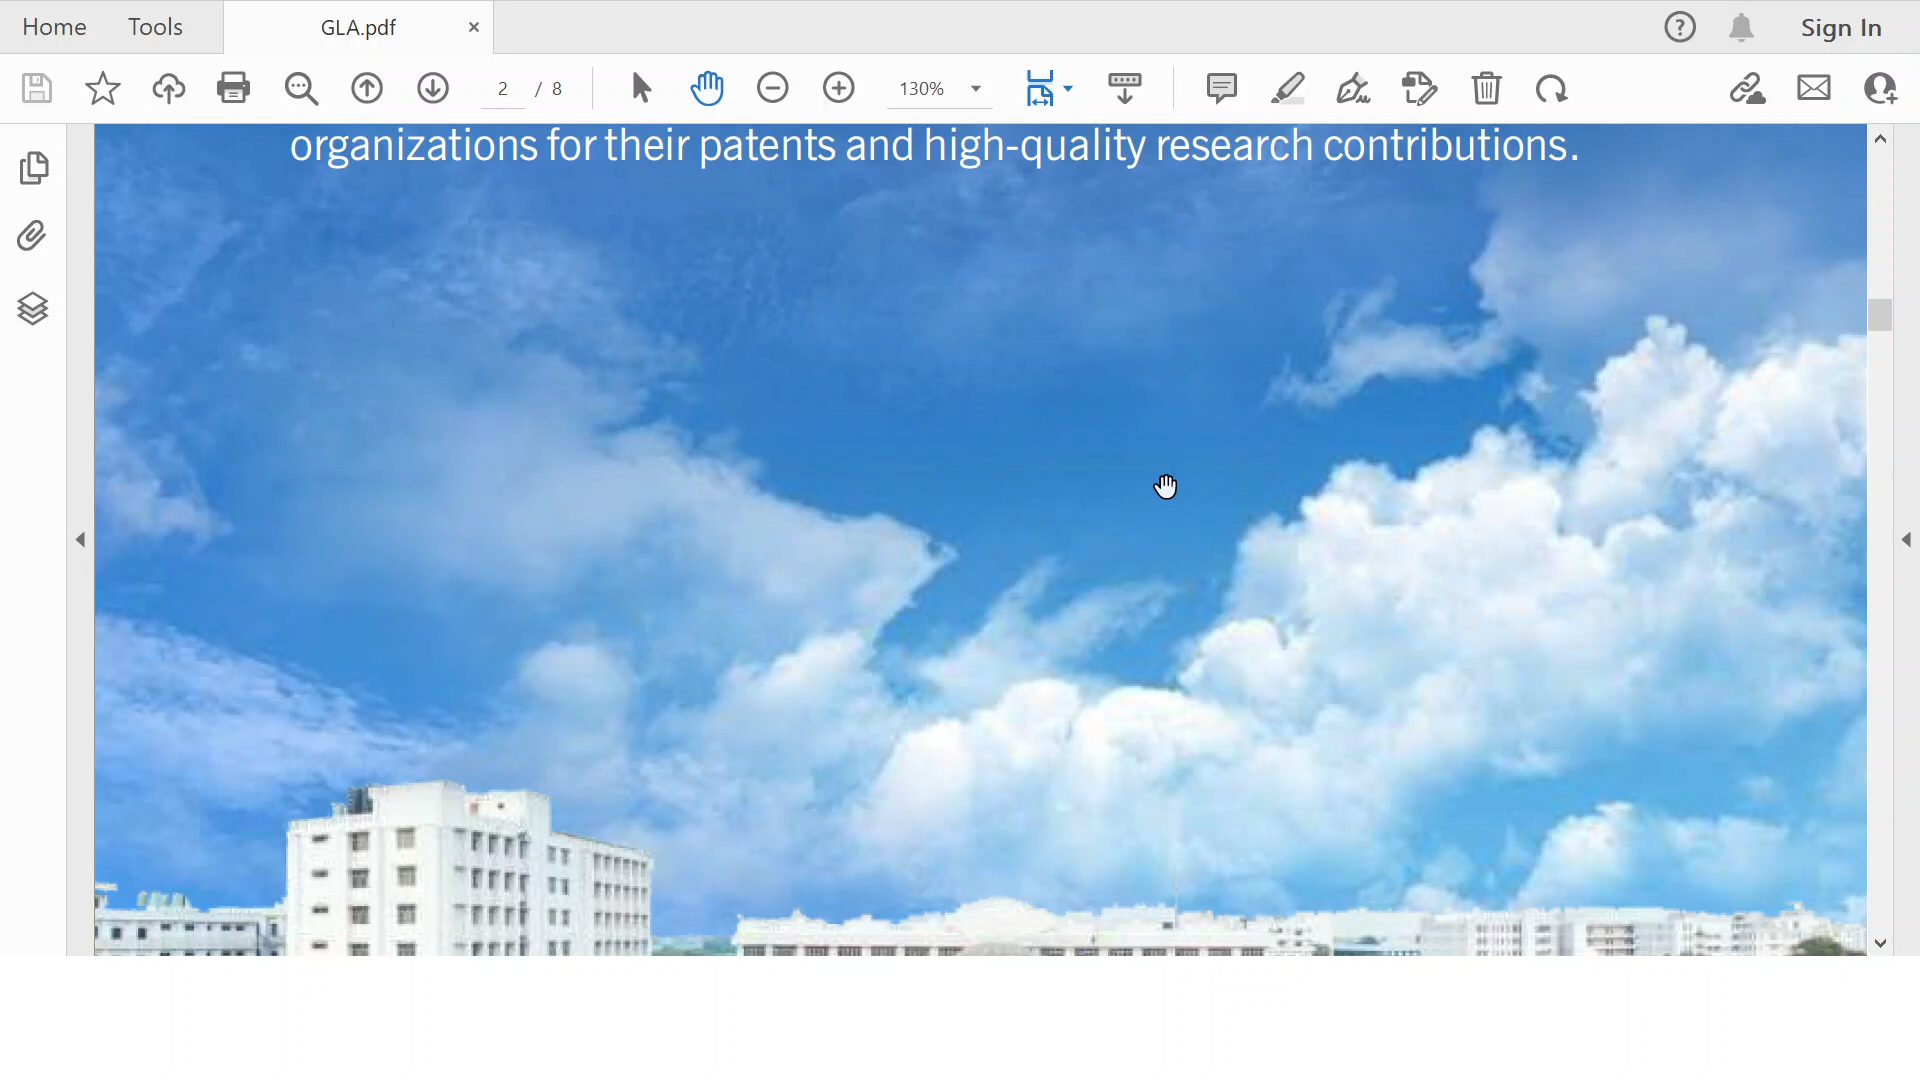 Home Tools GLA.pdf Sign In
2 / 8 130%
organizations for their patents and high-quality research contributions.